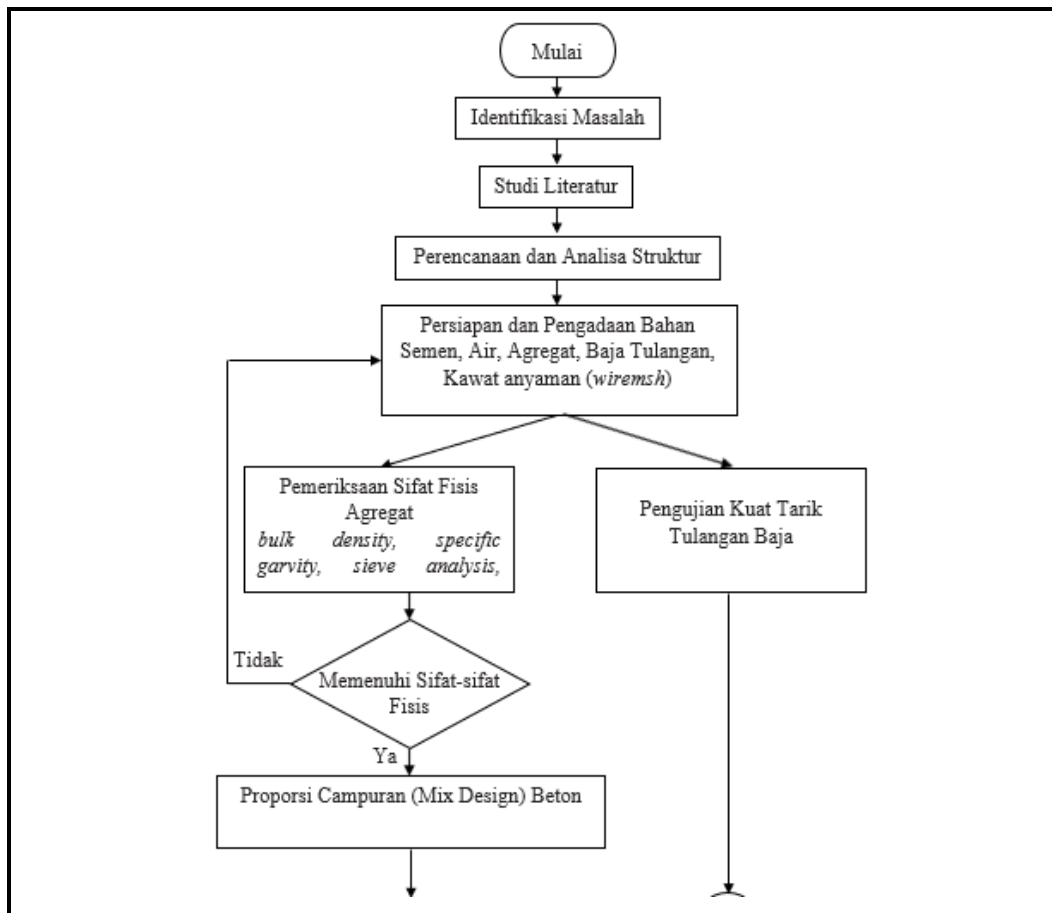 Mulai
Identifikasi Masalah
Studi Literatur
Perencanaan dan Analisa Struktur
Persiapan dan Pengadaan Bahan
Semen, Air, Agregat, Baja Tulangan,
Kawat anyaman (wiremsh)
Pemeriksaan Sifat Fisis
Agregat
bulk density, specific
garvity, sieve analysis,
Pengujian Kuat Tarik
Tulangan Baja
Tidak
Memenuhi Sifat-sifat
Fisis
Ya
Proporsi Campuran (Mix Design) Beton